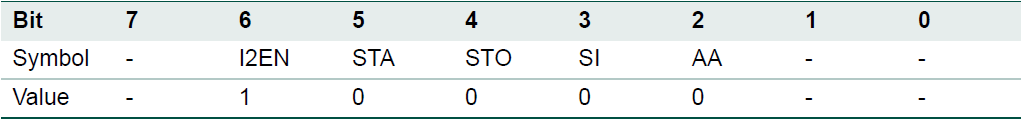 Bit 7 6 5 4 3 2 1 0
Symbol - I2EN STA STO SI AA - -
Value - 1 0 0 0 0 - -